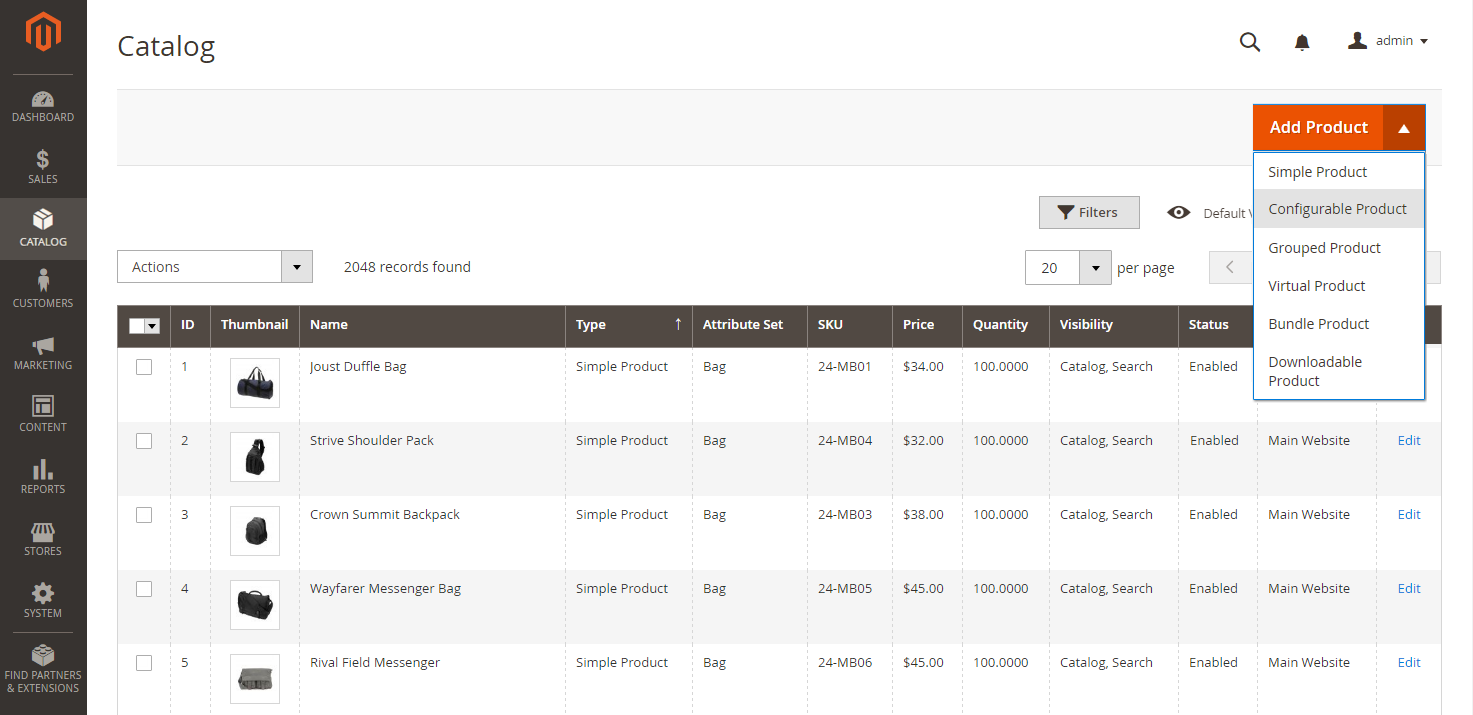 Catalog
admin
DASHBOARD
SALES
CATALOG
CUSTOMERS
MARKETING
CONTENT
REPORTS
STORES
SYSTEM
FIND PARTNERS
& EXTENSIONS
Add Product
Simple Product
Configurable Product
Grouped Product
Virtual Product
Bundle Product
Downloadable
Product
Filters
Default V
Actions
2048 records found
20 per page
ID Thumbnail Name Type ↑ Attribute Set SKU Price Quantity Visibility Status
1 Joust Duffle Bag Simple Product Bag 24-MB01 $34.00 100.0000 Catalog, Search Enabled
2 Strive Shoulder Pack Simple Product Bag 24-MB04 $32.00 100.0000 Catalog, Search Enabled Main Website Edit
3 Crown Summit Backpack Simple Product Bag 24-MB03 $38.00 100.0000 Catalog, Search Enabled Main Website Edit
4 Wayfarer Messenger Bag Simple Product Bag 24-MB05 $45.00 100.0000 Catalog, Search Enabled Main Website Edit
5 Rival Field Messenger Simple Product Bag 24-MB06 $45.00 100.0000 Catalog, Search Enabled Main Website Edit